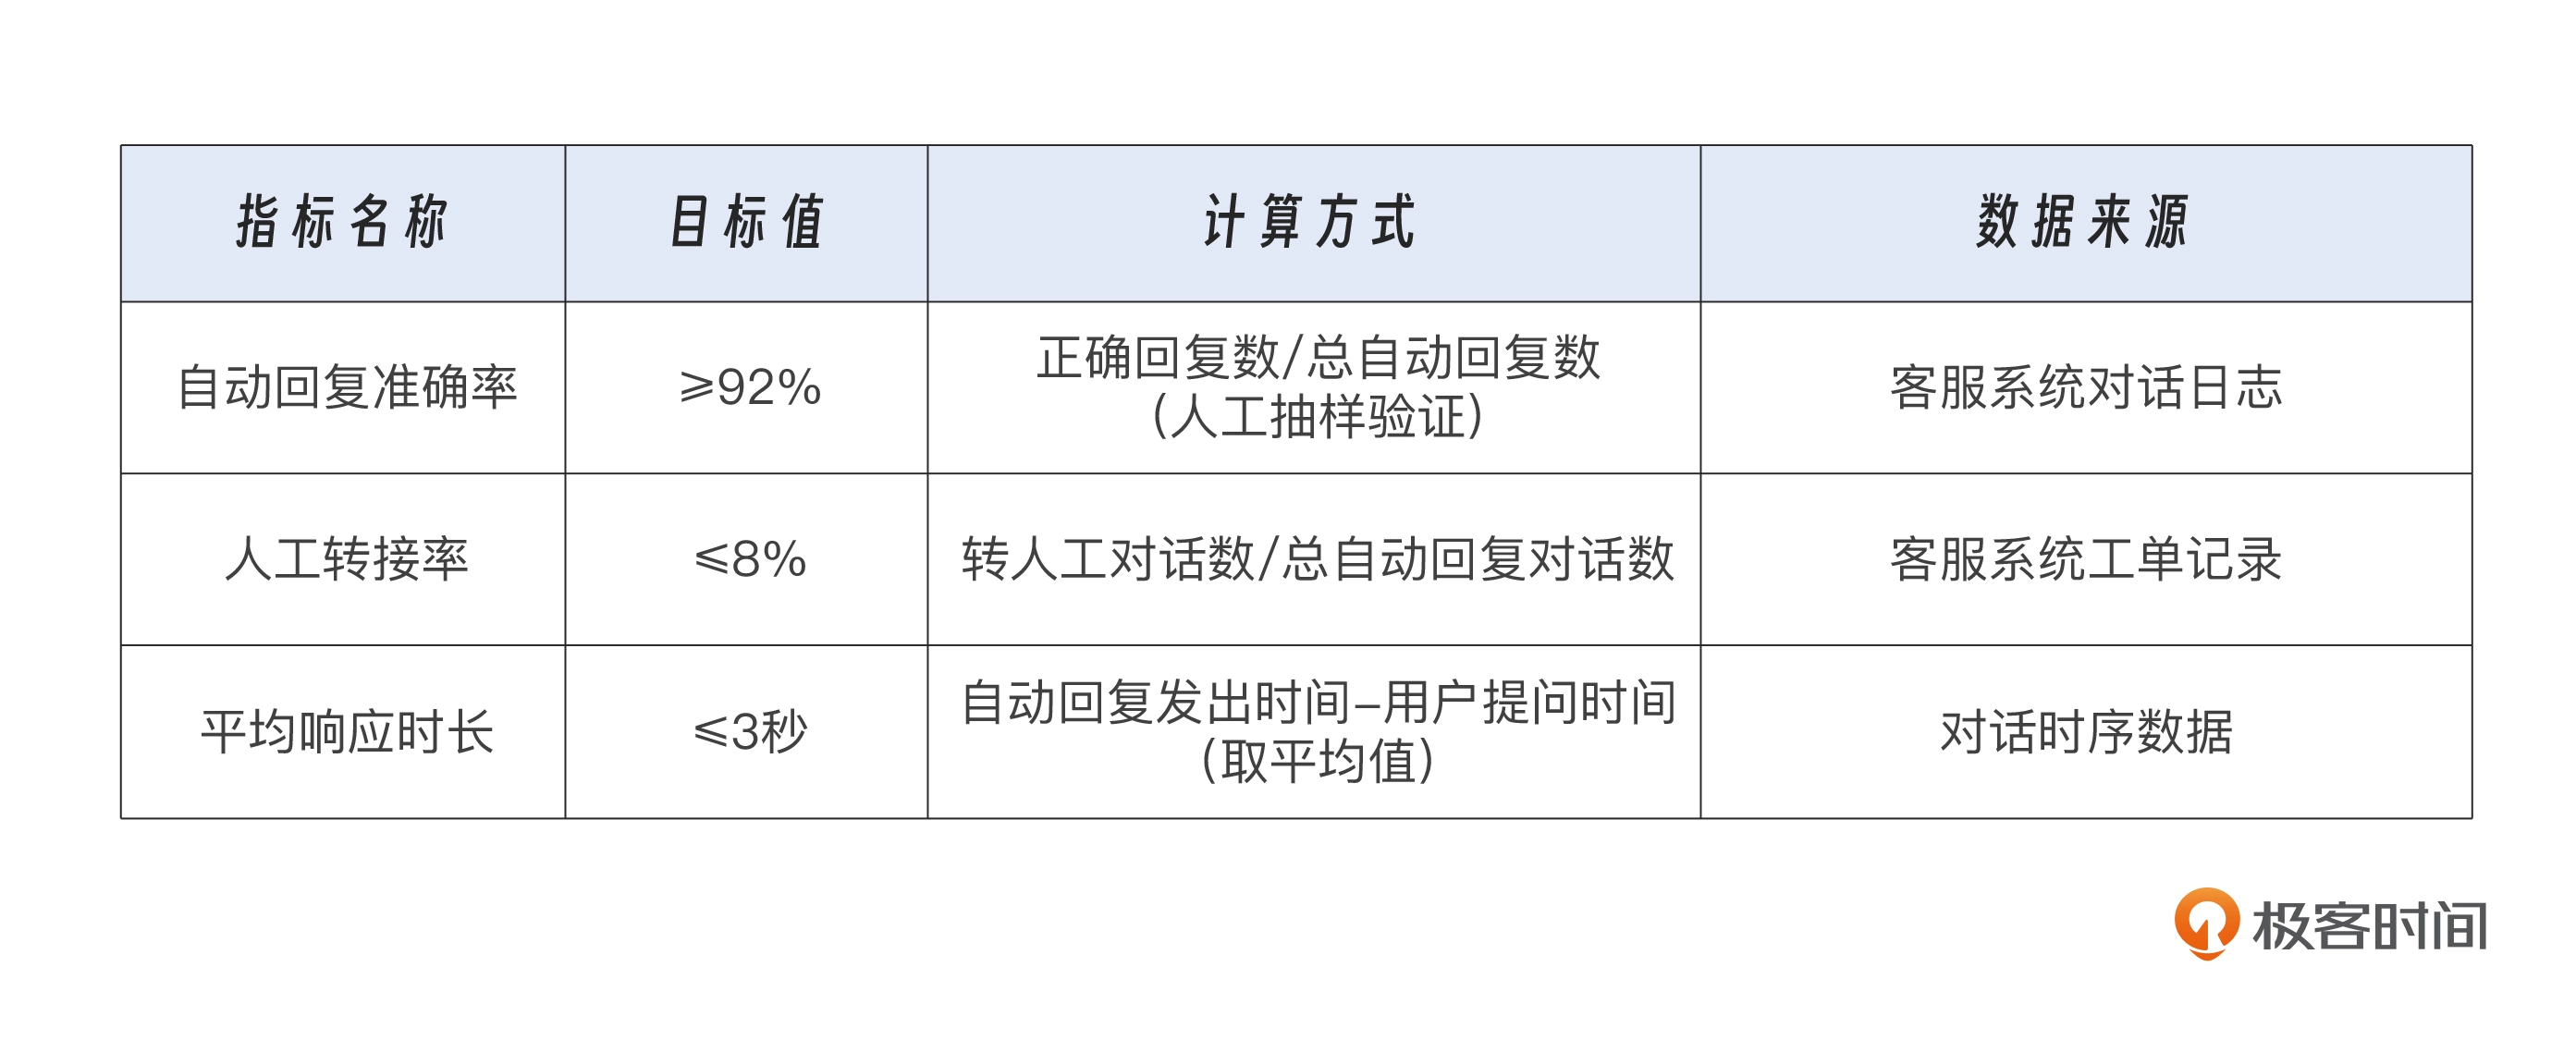 指标名称 目标值 计算方式 数据来源
自动回复准确率 ≥92% 正确回复数/总自动回复数
(人工抽样验证) 客服系统对话日志
人工转接率 ≤8% 转人工对话数/总自动回复对话数 客服系统工单记录
平均响应时长 ≤3秒 自动回复发出时间–用户提问时间
(取平均值) 对话时序数据
极客时间